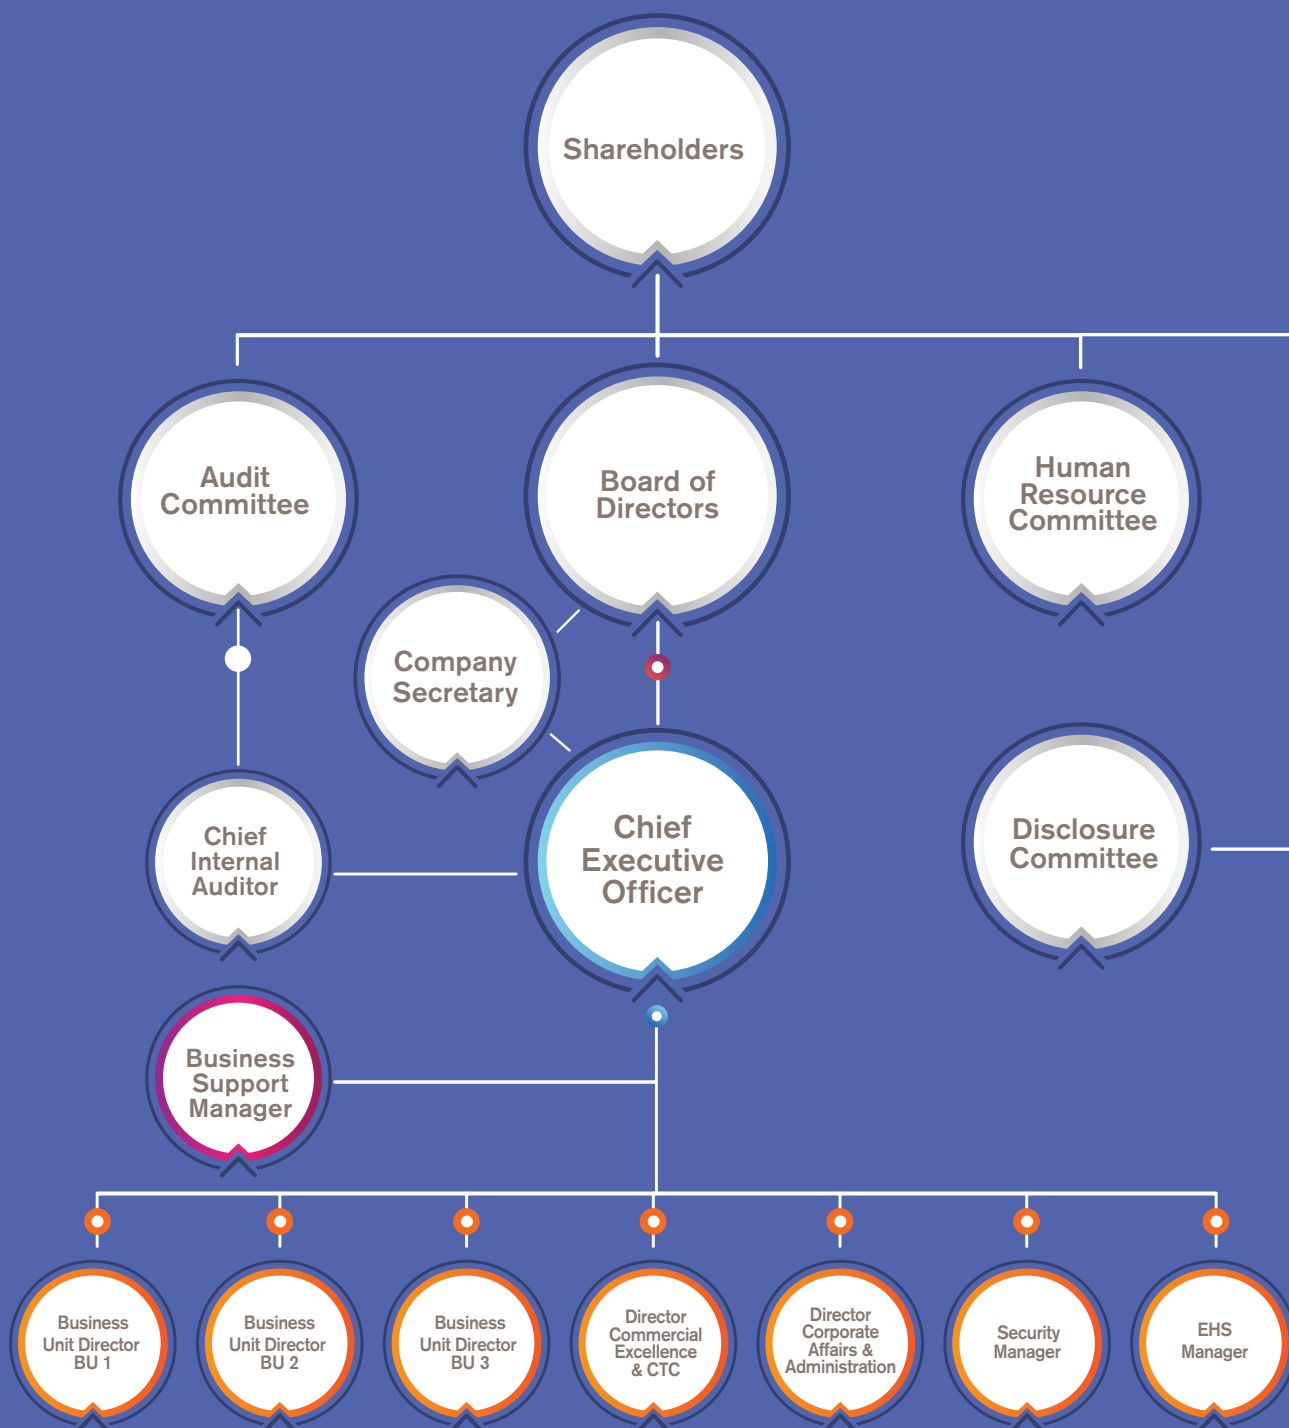 Shareholders
Audit
Committee
Board of
Directors
Human
Resource
Committee
Company
Secretary
Chief
Internal
Auditor
Chief
Executive
Officer
Disclosure
Committee
Business
Support
Manager
Business
Unit Director
BU 1
Business
Unit Director
BU 2
Business
Unit Director
BU 3
Director
Commercial
Excellence
& CTC
Director
Corporate
Affairs &
Administration
Security
Manager
EHS
Manager